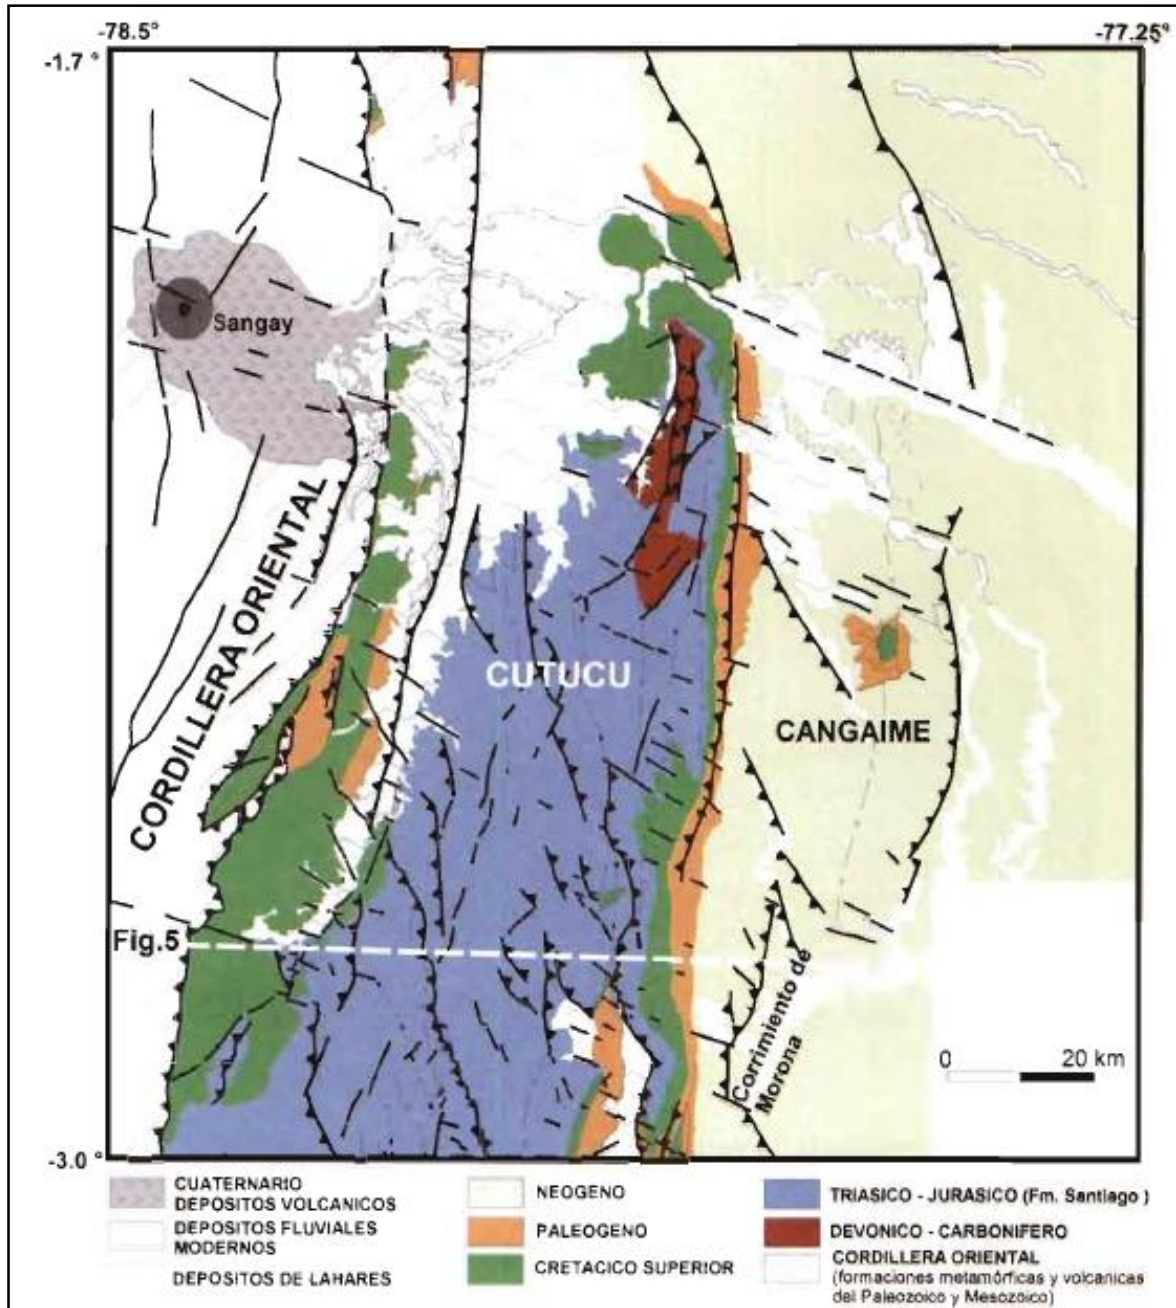 -78.5°
-77.25°
-1.7 °
Sangay
CORDILLERA ORIENTAL
CUTUCU
CANGAIME
Fig.5
Corrimiento de
Morona
0 20 km
-3.0 °
CUATERNARIO
DEPOSITOS VOLCANICOS
DEPOSITOS FLUVIALES
MODERNOS
DEPOSITOS DE LAHARES
NEOGENO
PALEOGENO
CRETACICO SUPERIOR
TRIASICO - JURASICO (Fm. Santiago )
DEVONICO - CARBONIFERO
CORDILLERA ORIENTAL
(formaciones metamórficas y volcanicas
del Paleozoico y Mesozoico)